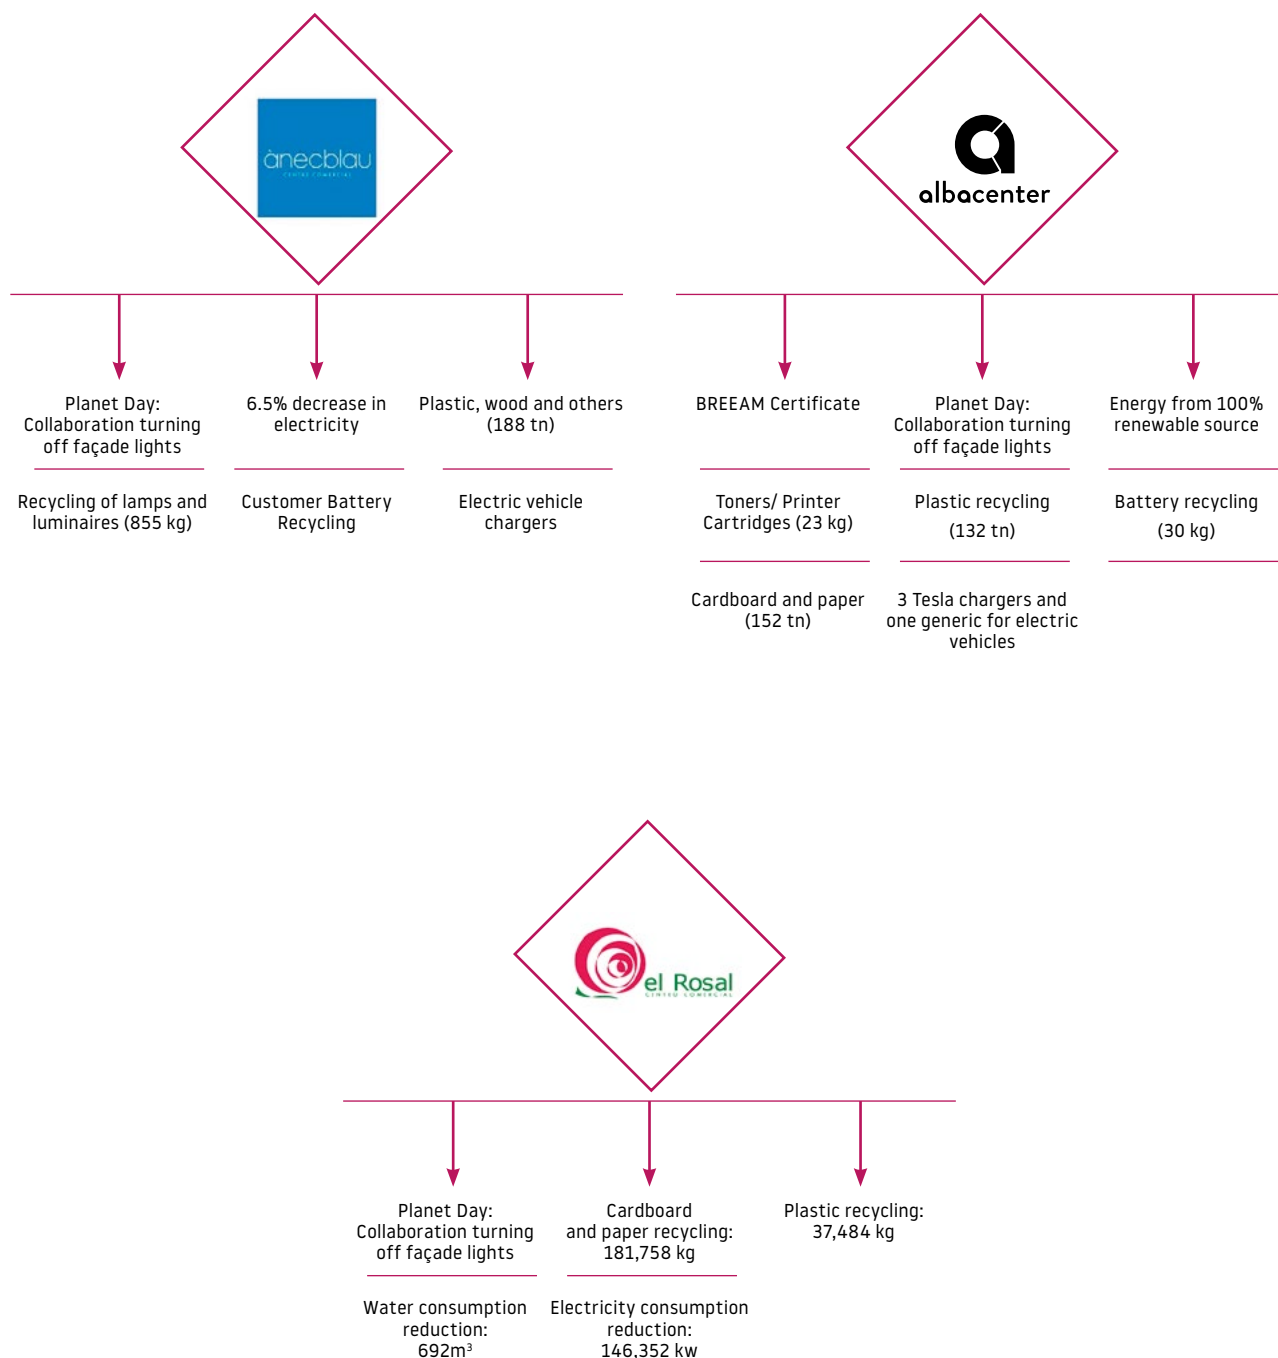 ànecblau
CENTRE COMERCIAL
Planet Day:
Collaboration turning
off façade lights
Recycling of lamps and
luminaires (855 kg)
6.5% decrease in
electricity
Customer Battery
Recycling
Plastic, wood and others
(188 tn)
Electric vehicle
chargers
albacenter
BREEAM Certificate
Toners/ Printer
Cartridges (23 kg)
Cardboard and paper
(152 tn)
Planet Day:
Collaboration turning
off façade lights
Plastic recycling
(132 tn)
3 Tesla chargers and
one generic for electric
vehicles
Energy from 100%
renewable source
Battery recycling
(30 kg)
el Rosal
CENTRO COMERCIAL
Planet Day:
Collaboration turning
off façade lights
Water consumption
reduction:
692m³
Cardboard
and paper recycling:
181,758 kg
Electricity consumption
reduction:
146,352 kw
Plastic recycling:
37,484 kg